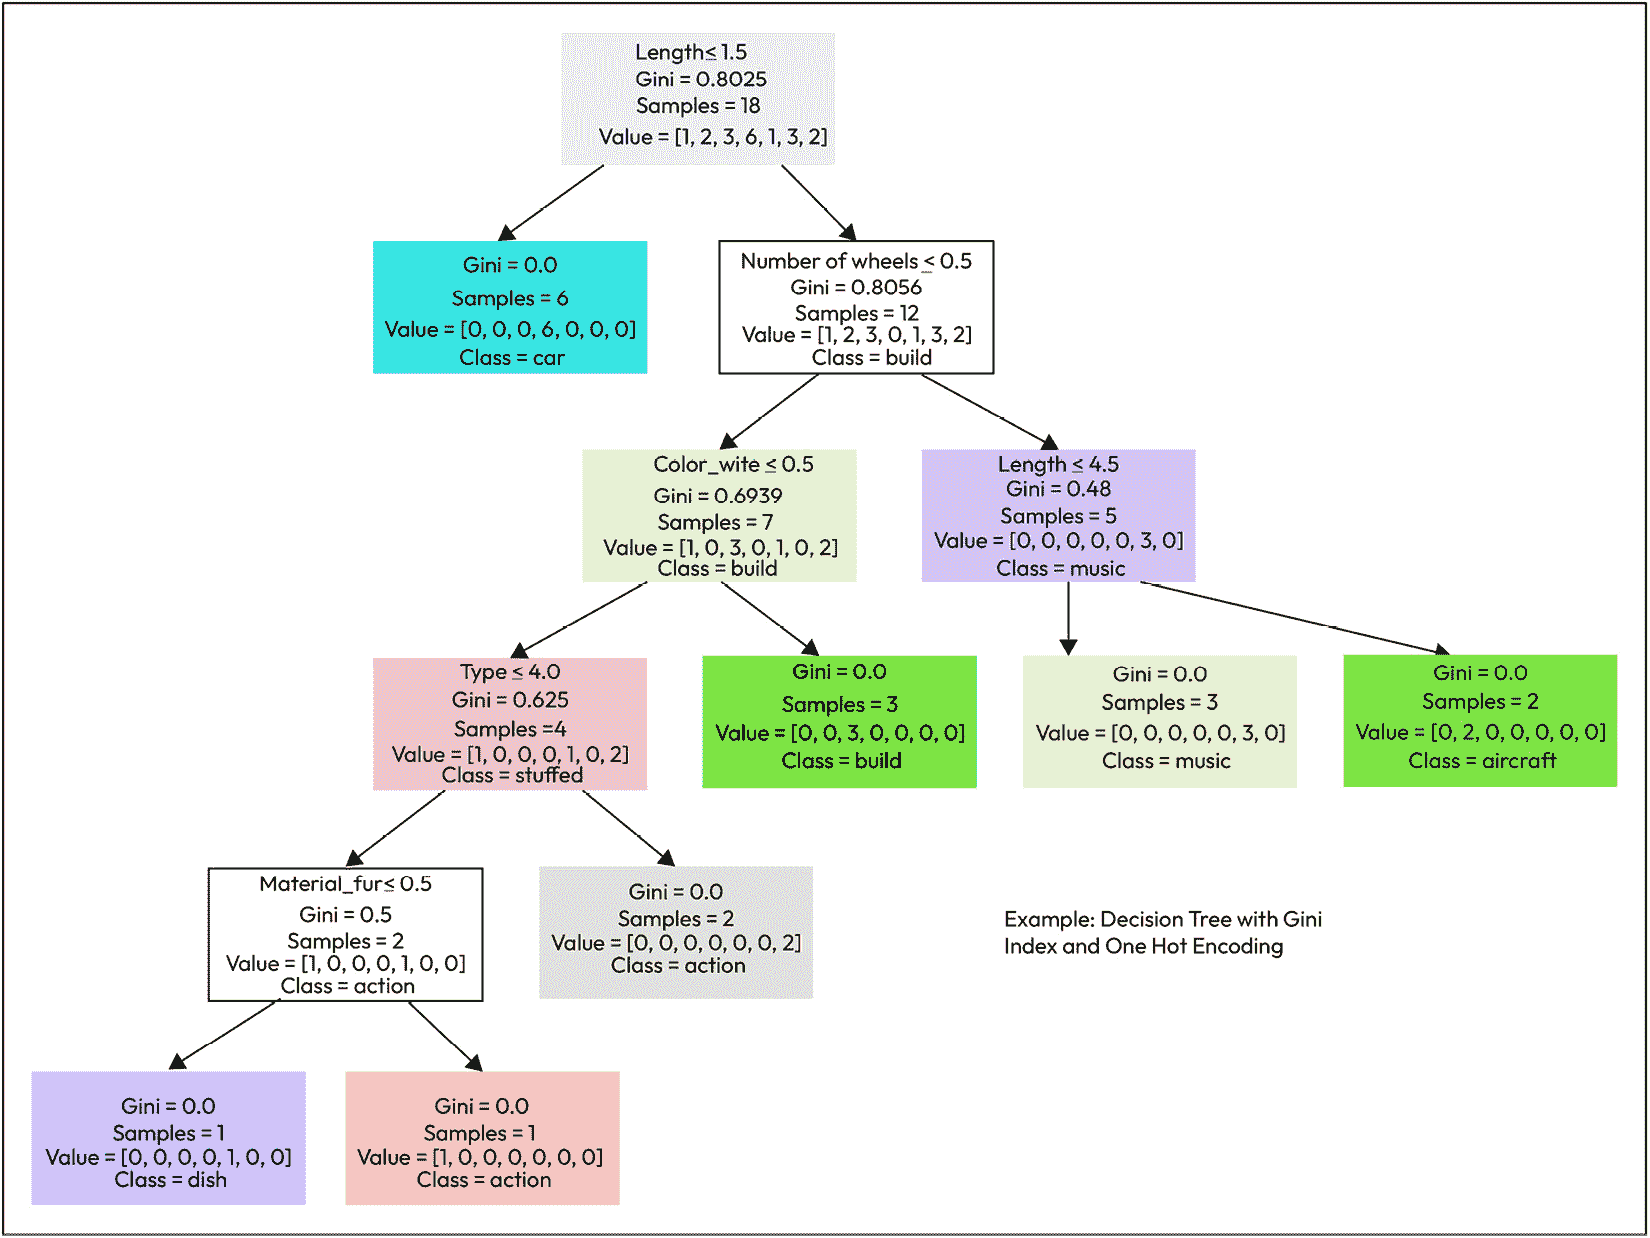 Length≤ 1.5
Gini = 0.8025
Samples = 18
Value = [1, 2, 3, 6, 1, 3, 2]
Gini = 0.0
Samples = 6
Value = [0, 0, 0, 6, 0, 0, 0]
Class = car
Number of wheels ≤ 0.5
Gini = 0.8056
Samples = 12
Value = [1, 2, 3, 0, 1, 3, 2]
Class = build
Color_wite ≤ 0.5
Gini = 0.6939
Samples = 7
Value = [1, 0, 3, 0, 1, 0, 2]
Class = build
Length ≤ 4.5
Gini = 0.48
Samples = 5
Value = [0, 0, 0, 0, 0, 3, 0]
Class = music
Type ≤ 4.0
Gini = 0.625
Samples =4
Value = [1, 0, 0, 0, 1, 0, 2]
Class = stuffed
Gini = 0.0
Samples = 3
Value = [0, 0, 3, 0, 0, 0, 0]
Class = build
Gini = 0.0
Samples = 3
Value = [0, 0, 0, 0, 0, 3, 0]
Class = music
Gini = 0.0
Samples = 2
Value = [0, 2, 0, 0, 0, 0, 0]
Class = aircraft
Material_fur≤ 0.5
Gini = 0.5
Samples = 2
Value = [1, 0, 0, 0, 1, 0, 0]
Class = action
Gini = 0.0
Samples = 2
Value = [0, 0, 0, 0, 0, 0, 2]
Class = action
Example: Decision Tree with Gini
Index and One Hot Encoding
Gini = 0.0
Samples = 1
Value = [0, 0, 0, 0, 1, 0, 0]
Class = dish
Gini = 0.0
Samples = 1
Value = [1, 0, 0, 0, 0, 0, 0]
Class = action